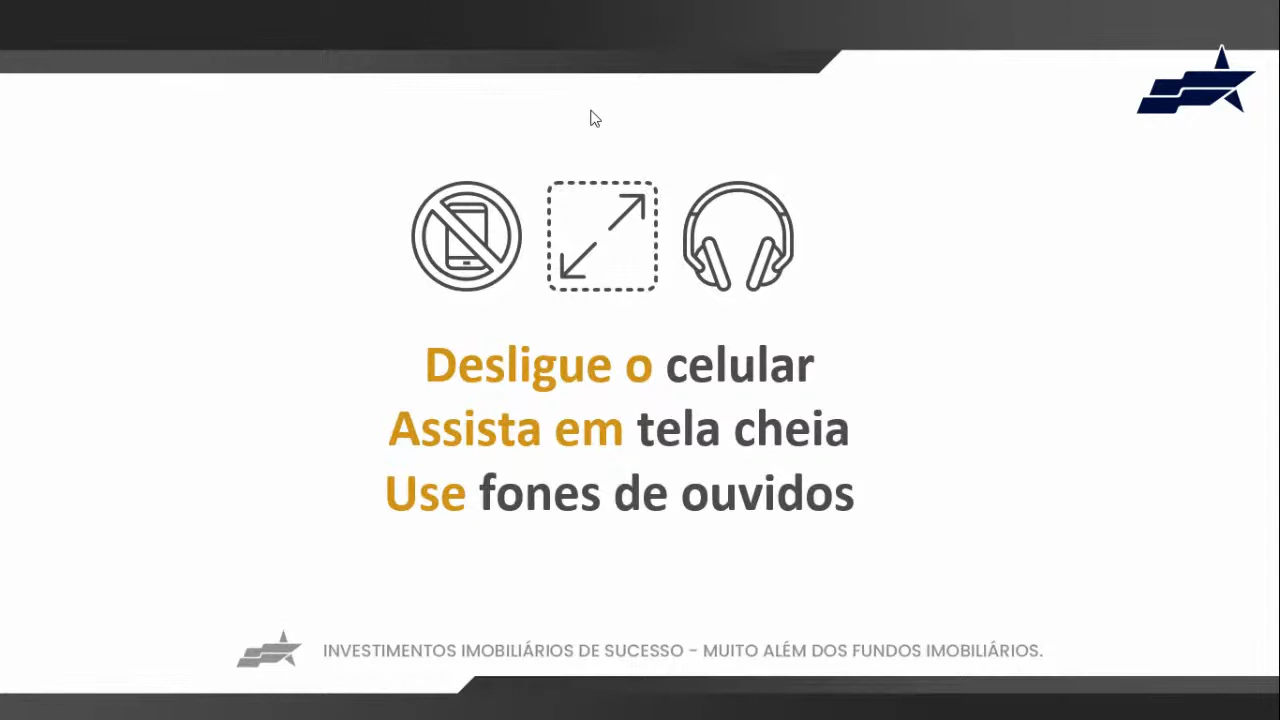 Desligue o celular
Assista em tela cheia
Use fones de ouvidos
INVESTIMENTOS IMOBILIÁRIOS DE SUCESSO - MUITO ALÉM DOS FUNDOS IMOBILIÁRIOS.